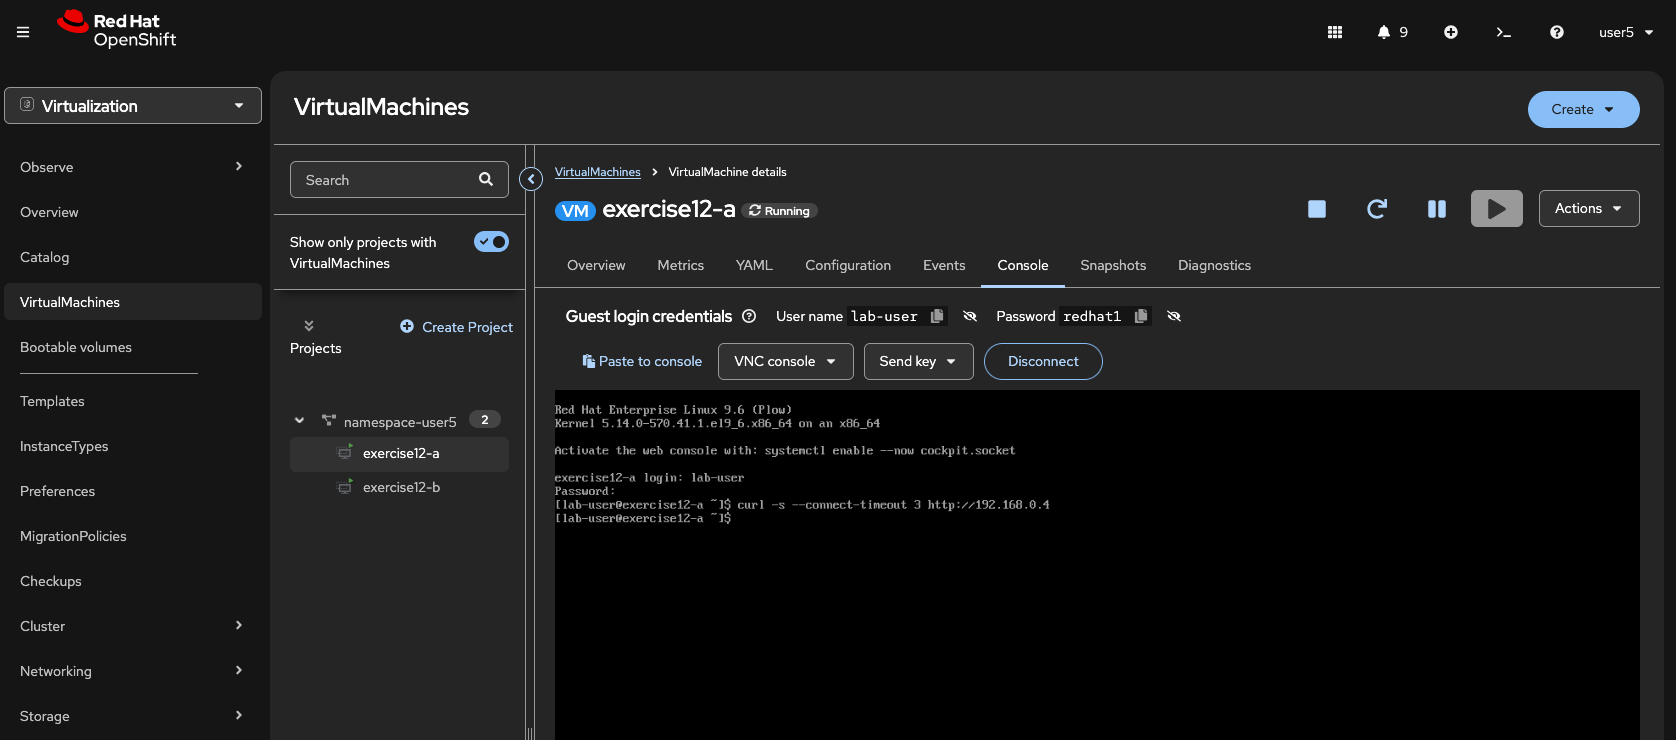 Red Hat
OpenShift
9
user5
Virtualization
Observe
Overview
Catalog
VirtualMachines
Bootable volumes
Templates
InstanceTypes
Preferences
MigrationPolicies
Checkups
Cluster
Networking
Storage
VirtualMachines
Create
Search
Show only projects with
VirtualMachines
Create Project
Projects
namespace-user5 2
exercise12-a
exercise12-b
VirtualMachines > VirtualMachine details
VM exercise12-a Running
Actions
Overview Metrics YAML Configuration Events Console Snapshots Diagnostics
Guest login credentials User name lab-user Password redhat1
Paste to console VNC console Send key Disconnect
Red Hat Enterprise Linux 9.6 (Plow)
Kernel 5.14.0-570.41.1.el9_6.x86_64 on an x86_64
Activate the web console with: systemctl enable --now cockpit.socket
exercise12-a login: lab-user
Password:
[lab-user@exercise12-a ~]$ curl -s --connect-timeout 3 http://192.168.0.4
[lab-user@exercise12-a ~]$